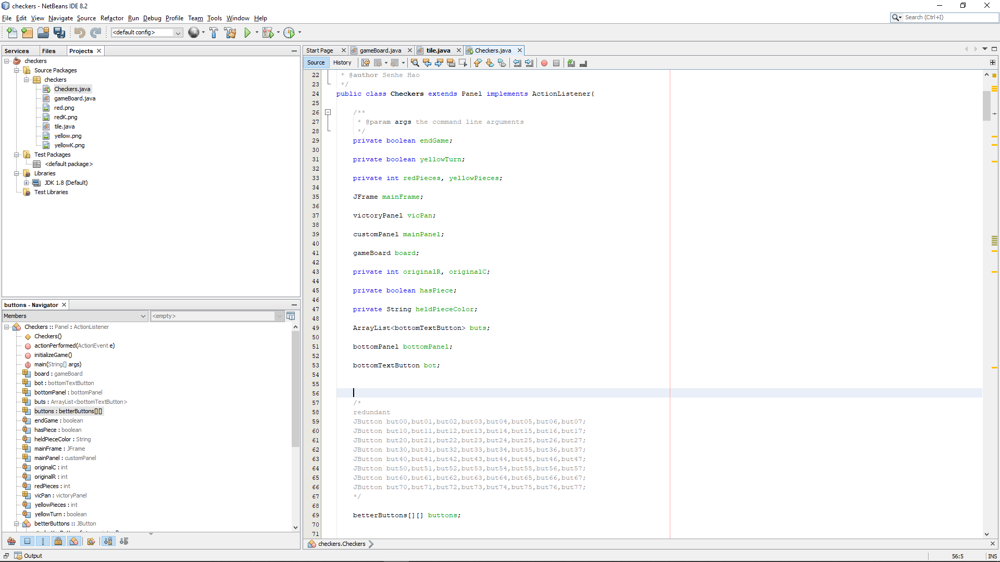 checkers - NetBeans IDE 8.2
File Edit View Navigate Source Refactor Run Debug Profile Team Tools Window Help
Search (Ctrl+I)
<default config>
Services Files Projects
checkers
Source Packages
checkers
Checkers.java
gameBoard.java
red.png
redK.png
tile.java
yellow.png
yellowK.png
Test Packages
<default package>
Libraries
JDK 1.8 (Default)
Test Libraries
buttons - Navigator
Members
<empty>
Checkers :: Panel : ActionListener
Checkers()
actionPerformed(ActionEvent e)
initializeGame()
main(String[] args)
board : gameBoard
bot : bottomTextButton
bottomPanel : bottomPanel
buts : ArrayList<bottomTextButton>
buttons : betterButtons[][]
endGame : boolean
hasPiece : boolean
heldPieceColor : String
mainFrame : JFrame
mainPanel : customPanel
originalC : int
originalR : int
redPieces : int
vicPan : victoryPanel
yellowPieces : int
yellowTurn : boolean
betterButtons :: JButton
Output
Start Page gameBoard.java tile.java Checkers.java
Source History
22 * @author Senhe Hao
23 */
24 public class Checkers extends Panel implements ActionListener{
25
26 /**
27 * @param args the command line arguments
28 */
29 private boolean endGame;
30
31 private boolean yellowTurn;
32
33 private int redPieces, yellowPieces;
34
35 JFrame mainFrame;
36
37 victoryPanel vicPan;
38
39 customPanel mainPanel;
40
41 gameBoard board;
42
43 private int originalR, originalC;
44
45 private boolean hasPiece;
46
47 private String heldPieceColor;
48
49 ArrayList<bottomTextButton> buts;
50
51 bottomPanel bottomPanel;
52
53 bottomTextButton bot;
54
55
56
57 /*
58 redundant
59 JButton but00,but01,but02,but03,but04,but05,but06,but07;
60 JButton but10,but11,but12,but13,but14,but15,but16,but17;
61 JButton but20,but21,but22,but23,but24,but25,but26,but27;
62 JButton but30,but31,but32,but33,but34,but35,but36,but37;
63 JButton but40,but41,but42,but43,but44,but45,but46,but47;
64 JButton but50,but51,but52,but53,but54,but55,but56,but57;
65 JButton but60,but61,but62,but63,but64,but65,but66,but67;
66 JButton but70,but71,but72,but73,but74,but75,but76,but77;
67 */
68
69 betterButtons[][] buttons;
70
71
checkers.Checkers
56:5 INS